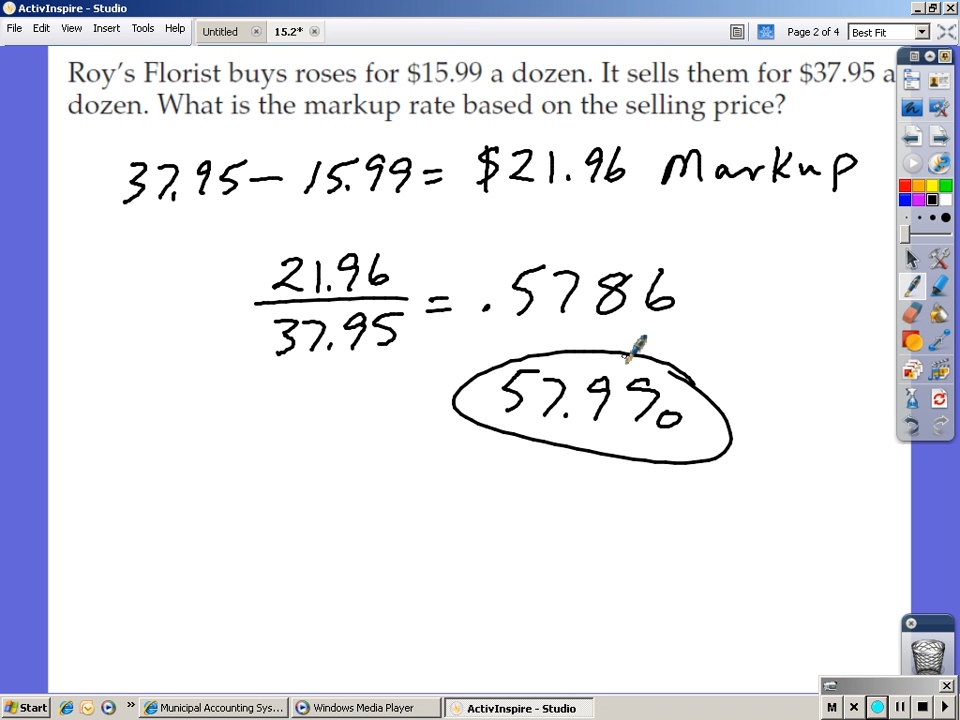 ActivInspire - Studio
File Edit View Insert Tools Help
Untitled
15.2*
Page 2 of 4
Best Fit
Roy's Florist buys roses for $15.99 a dozen. It sells them for $37.95 a
dozen. What is the markup rate based on the selling price?
37.95 – 15.99 = $21.96 Markup
21.96
37.95
= .5786
57.9%
M
Start
Municipal Accounting Sys...
Windows Media Player
ActivInspire - Studio